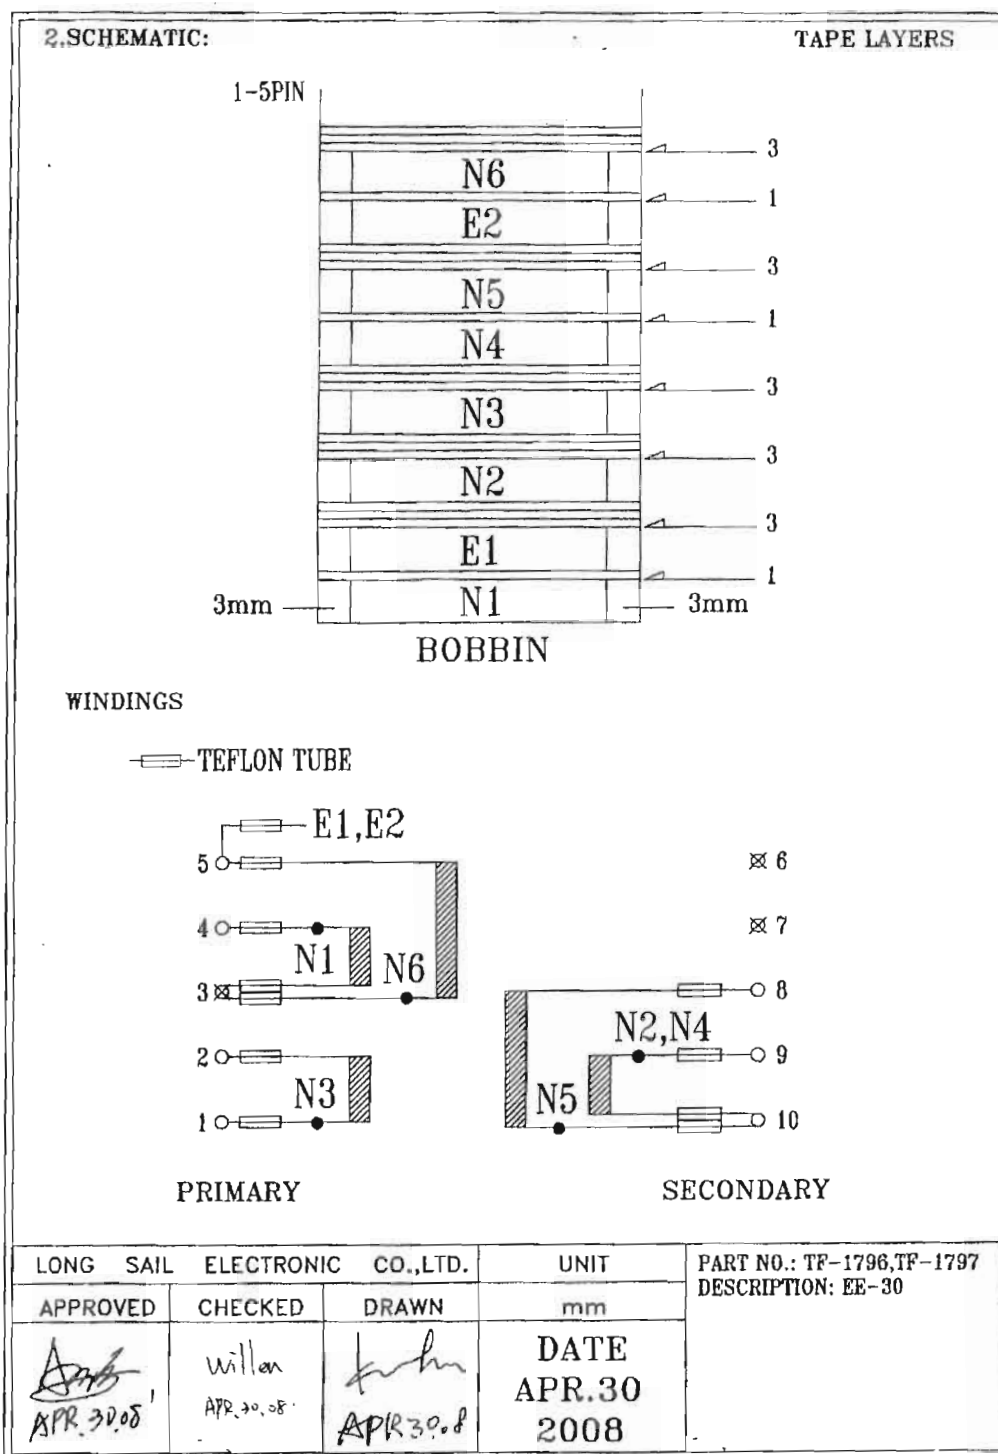 2.SCHEMATIC: TAPE LAYERS
1-5PIN
3
N6
1
E2
3
N5
1
N4
3
N3
3
N2
3
E1
1
3mm N1 3mm
BOBBIN
WINDINGS
TEFLON TUBE
E1,E2
5 6
4 7
N1 N6
3 8
N2,N4
2 9
N3 N5
1 10
PRIMARY SECONDARY
LONG SAIL ELECTRONIC CO.,LTD. UNIT PART NO.: TF-1796,TF-1797
DESCRIPTION: EE-30
APPROVED CHECKED DRAWN mm
willen DATE
APR.30.08 APR.30.08 APR30.8 APR.30
2008